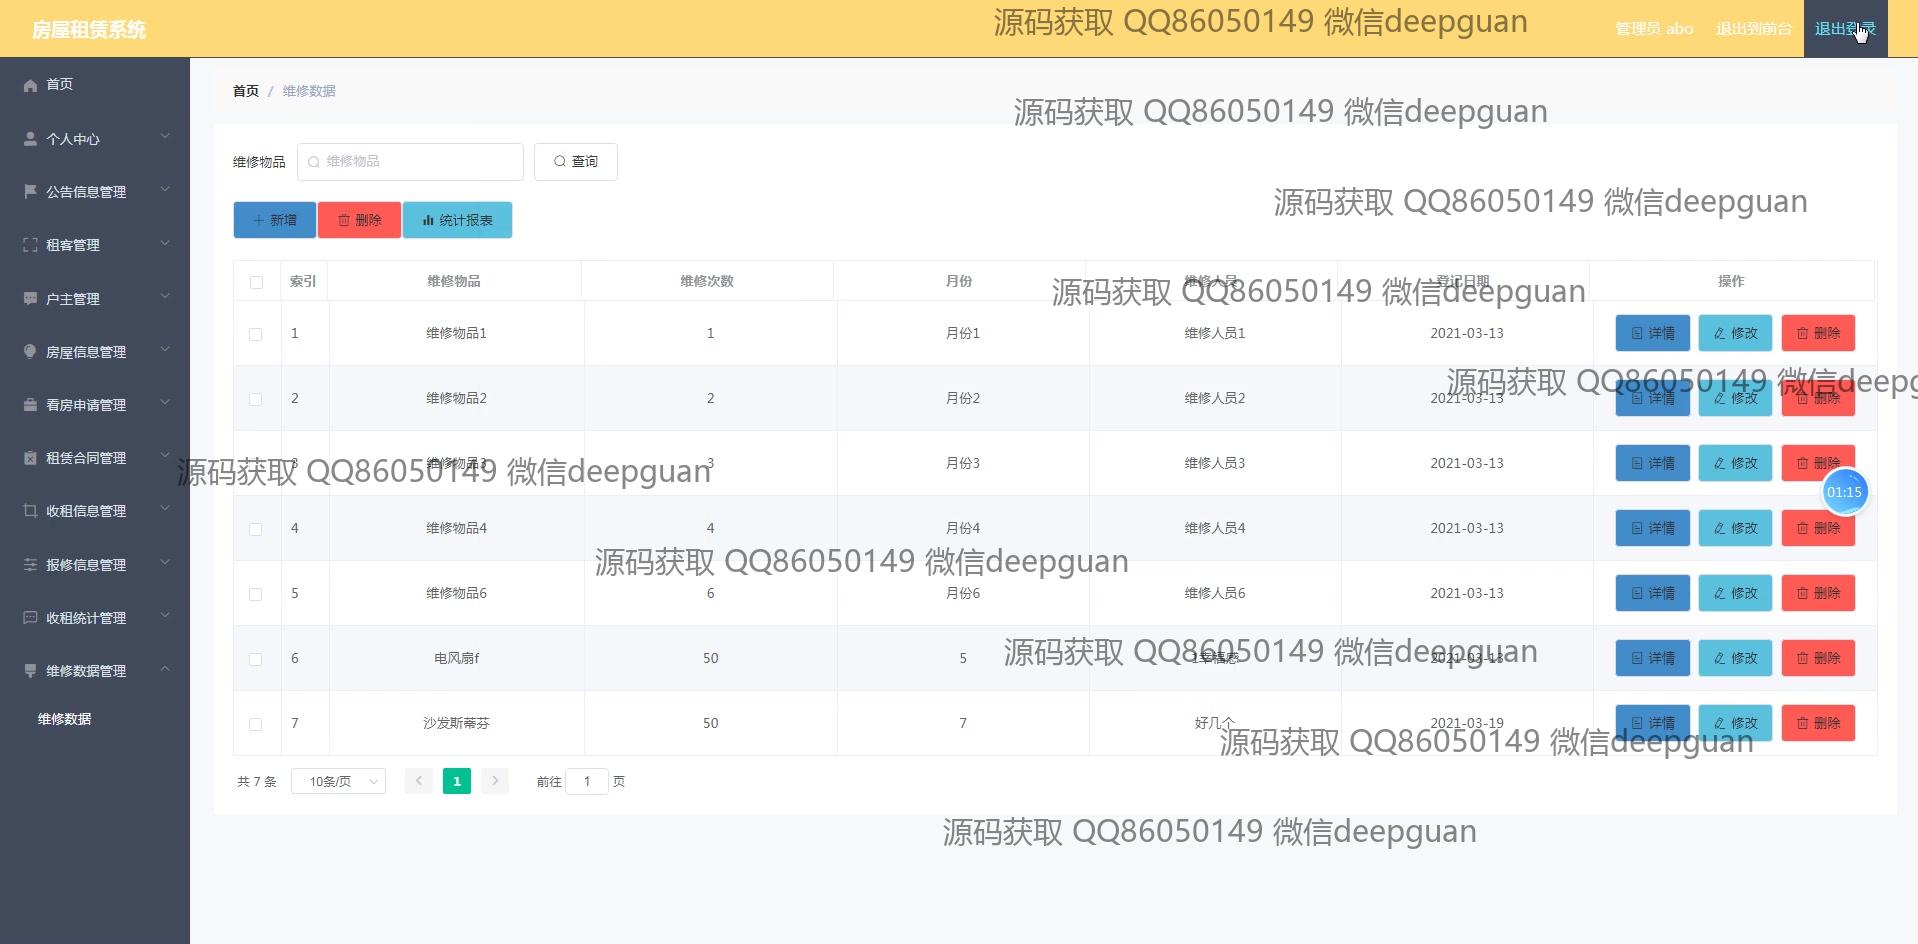 房屋租赁系统
源码获取 QQ86050149 微信deepguan
管理员 abo 退出到前台 退出登录
首页
个人中心
公告信息管理
租客管理
户主管理
房屋信息管理
看房申请管理
租赁合同管理
收租信息管理
报修信息管理
收租统计管理
维修数据管理
维修数据
首页 / 维修数据
源码获取 QQ86050149 微信deepguan
维修物品 维修物品 查询
源码获取 QQ86050149 微信deepguan
新增 删除 统计报表
索引 维修物品 维修次数 月份 维修人员 登记日期 操作
源码获取 QQ86050149 微信deepguan
1 维修物品1 1 月份1 维修人员1 2021-03-13 详情 修改 删除
源码获取 QQ86050149 微信deepg
2 维修物品2 2 月份2 维修人员2 2021-03-13 详情 修改 删除
3 维修物品3 3 月份3 维修人员3 2021-03-13 详情 修改 删除
源码获取 QQ86050149 微信deepguan
01:15
4 维修物品4 4 月份4 维修人员4 2021-03-13 详情 修改 删除
源码获取 QQ86050149 微信deepguan
5 维修物品6 6 月份6 维修人员6 2021-03-13 详情 修改 删除
源码获取 QQ86050149 微信deepguan
6 电风扇f 50 5 1幸福感 2021-03-13 详情 修改 删除
7 沙发斯蒂芬 50 7 好几个 2021-03-19 详情 修改 删除
源码获取 QQ86050149 微信deepguan
共 7 条 10条/页 1 前往 1 页
源码获取 QQ86050149 微信deepguan